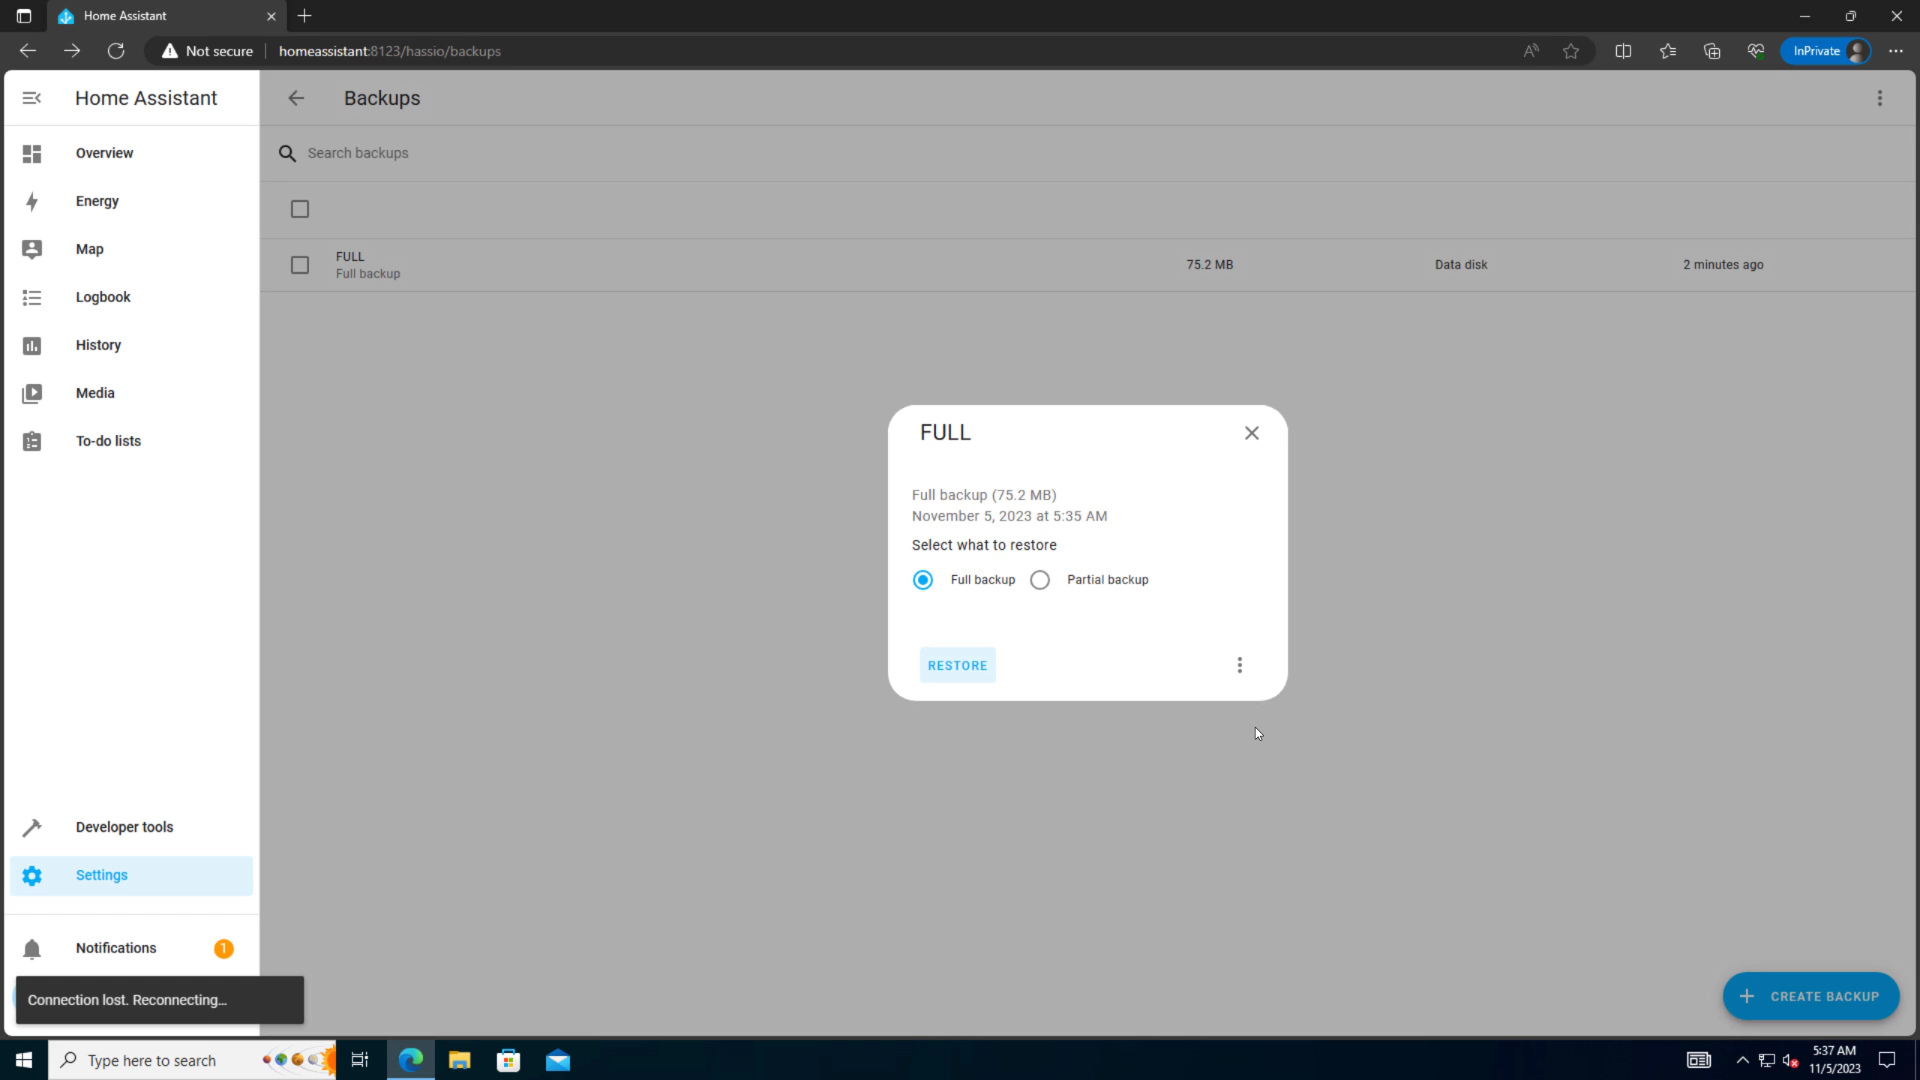 Home Assistant
Not secure
homeassistant:8123/hassio/backups
InPrivate
Home Assistant
Backups
Overview
Search backups
Energy
Map
FULL
Full backup
75.2 MB
Data disk
2 minutes ago
Logbook
History
Media
To-do lists
FULL
Full backup (75.2 MB)
November 5, 2023 at 5:35 AM
Select what to restore
Full backup
Partial backup
RESTORE
Developer tools
Settings
Notifications
1
Connection lost. Reconnecting...
CREATE BACKUP
Type here to search
5:37 AM
11/5/2023